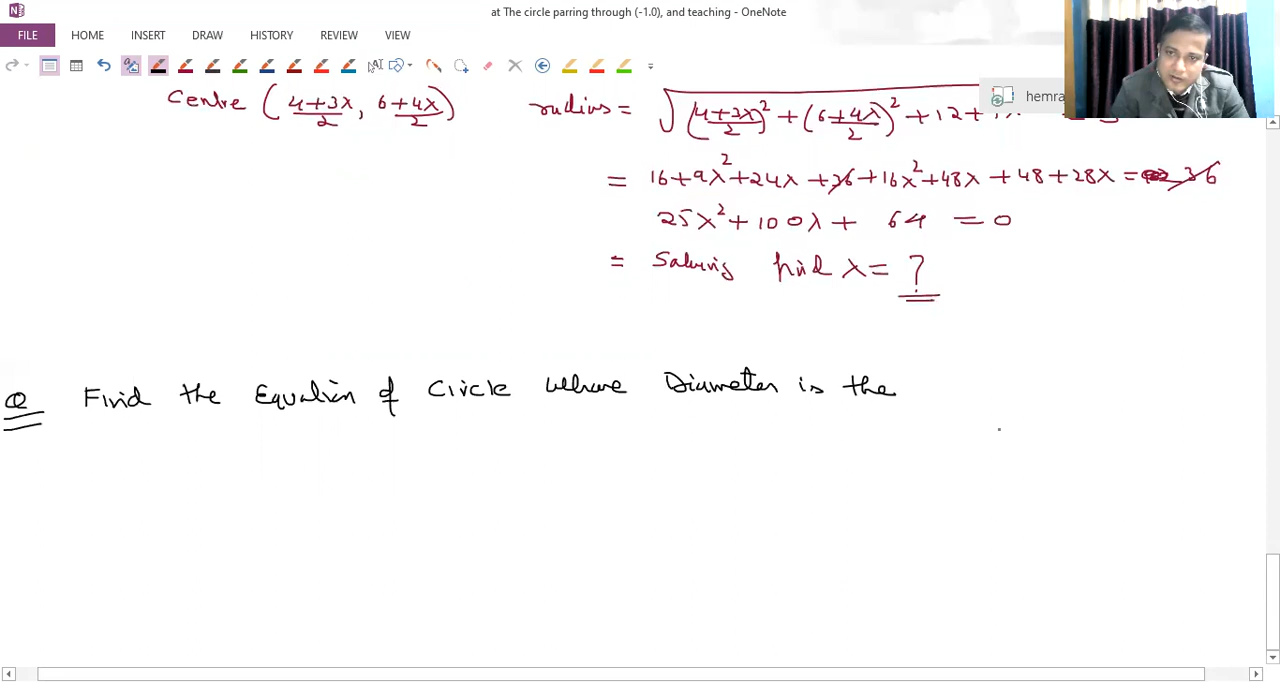 at The circle parring through (-1.0), and teaching - OneNote
FILE HOME INSERT DRAW HISTORY REVIEW VIEW
hemra
Centre (4+3λ/2, 6+4λ/2) radius = √(4+3λ/2)² + (6+4λ/2)² + 12 +
= 16+9λ²+24λ+36+16λ²+48λ+48+28λ = 36
25λ²+100λ+ 64 = 0
= Solving find λ = ?
Q Find the Equation of Circle whose Diameter is the